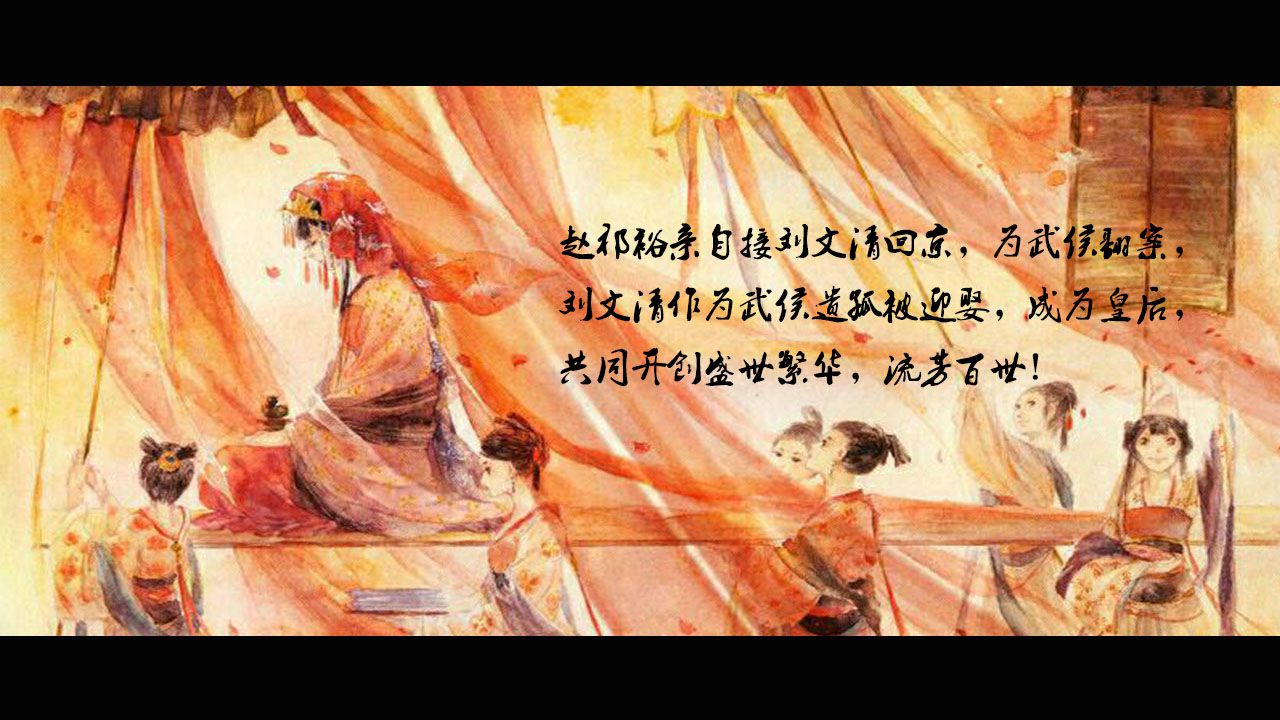 赵祁裕亲自接刘文清回京，为武侯翻案，
刘文清作为武侯遗孤被迎娶，成为皇后，
共同开创盛世繁华，流芳百世！